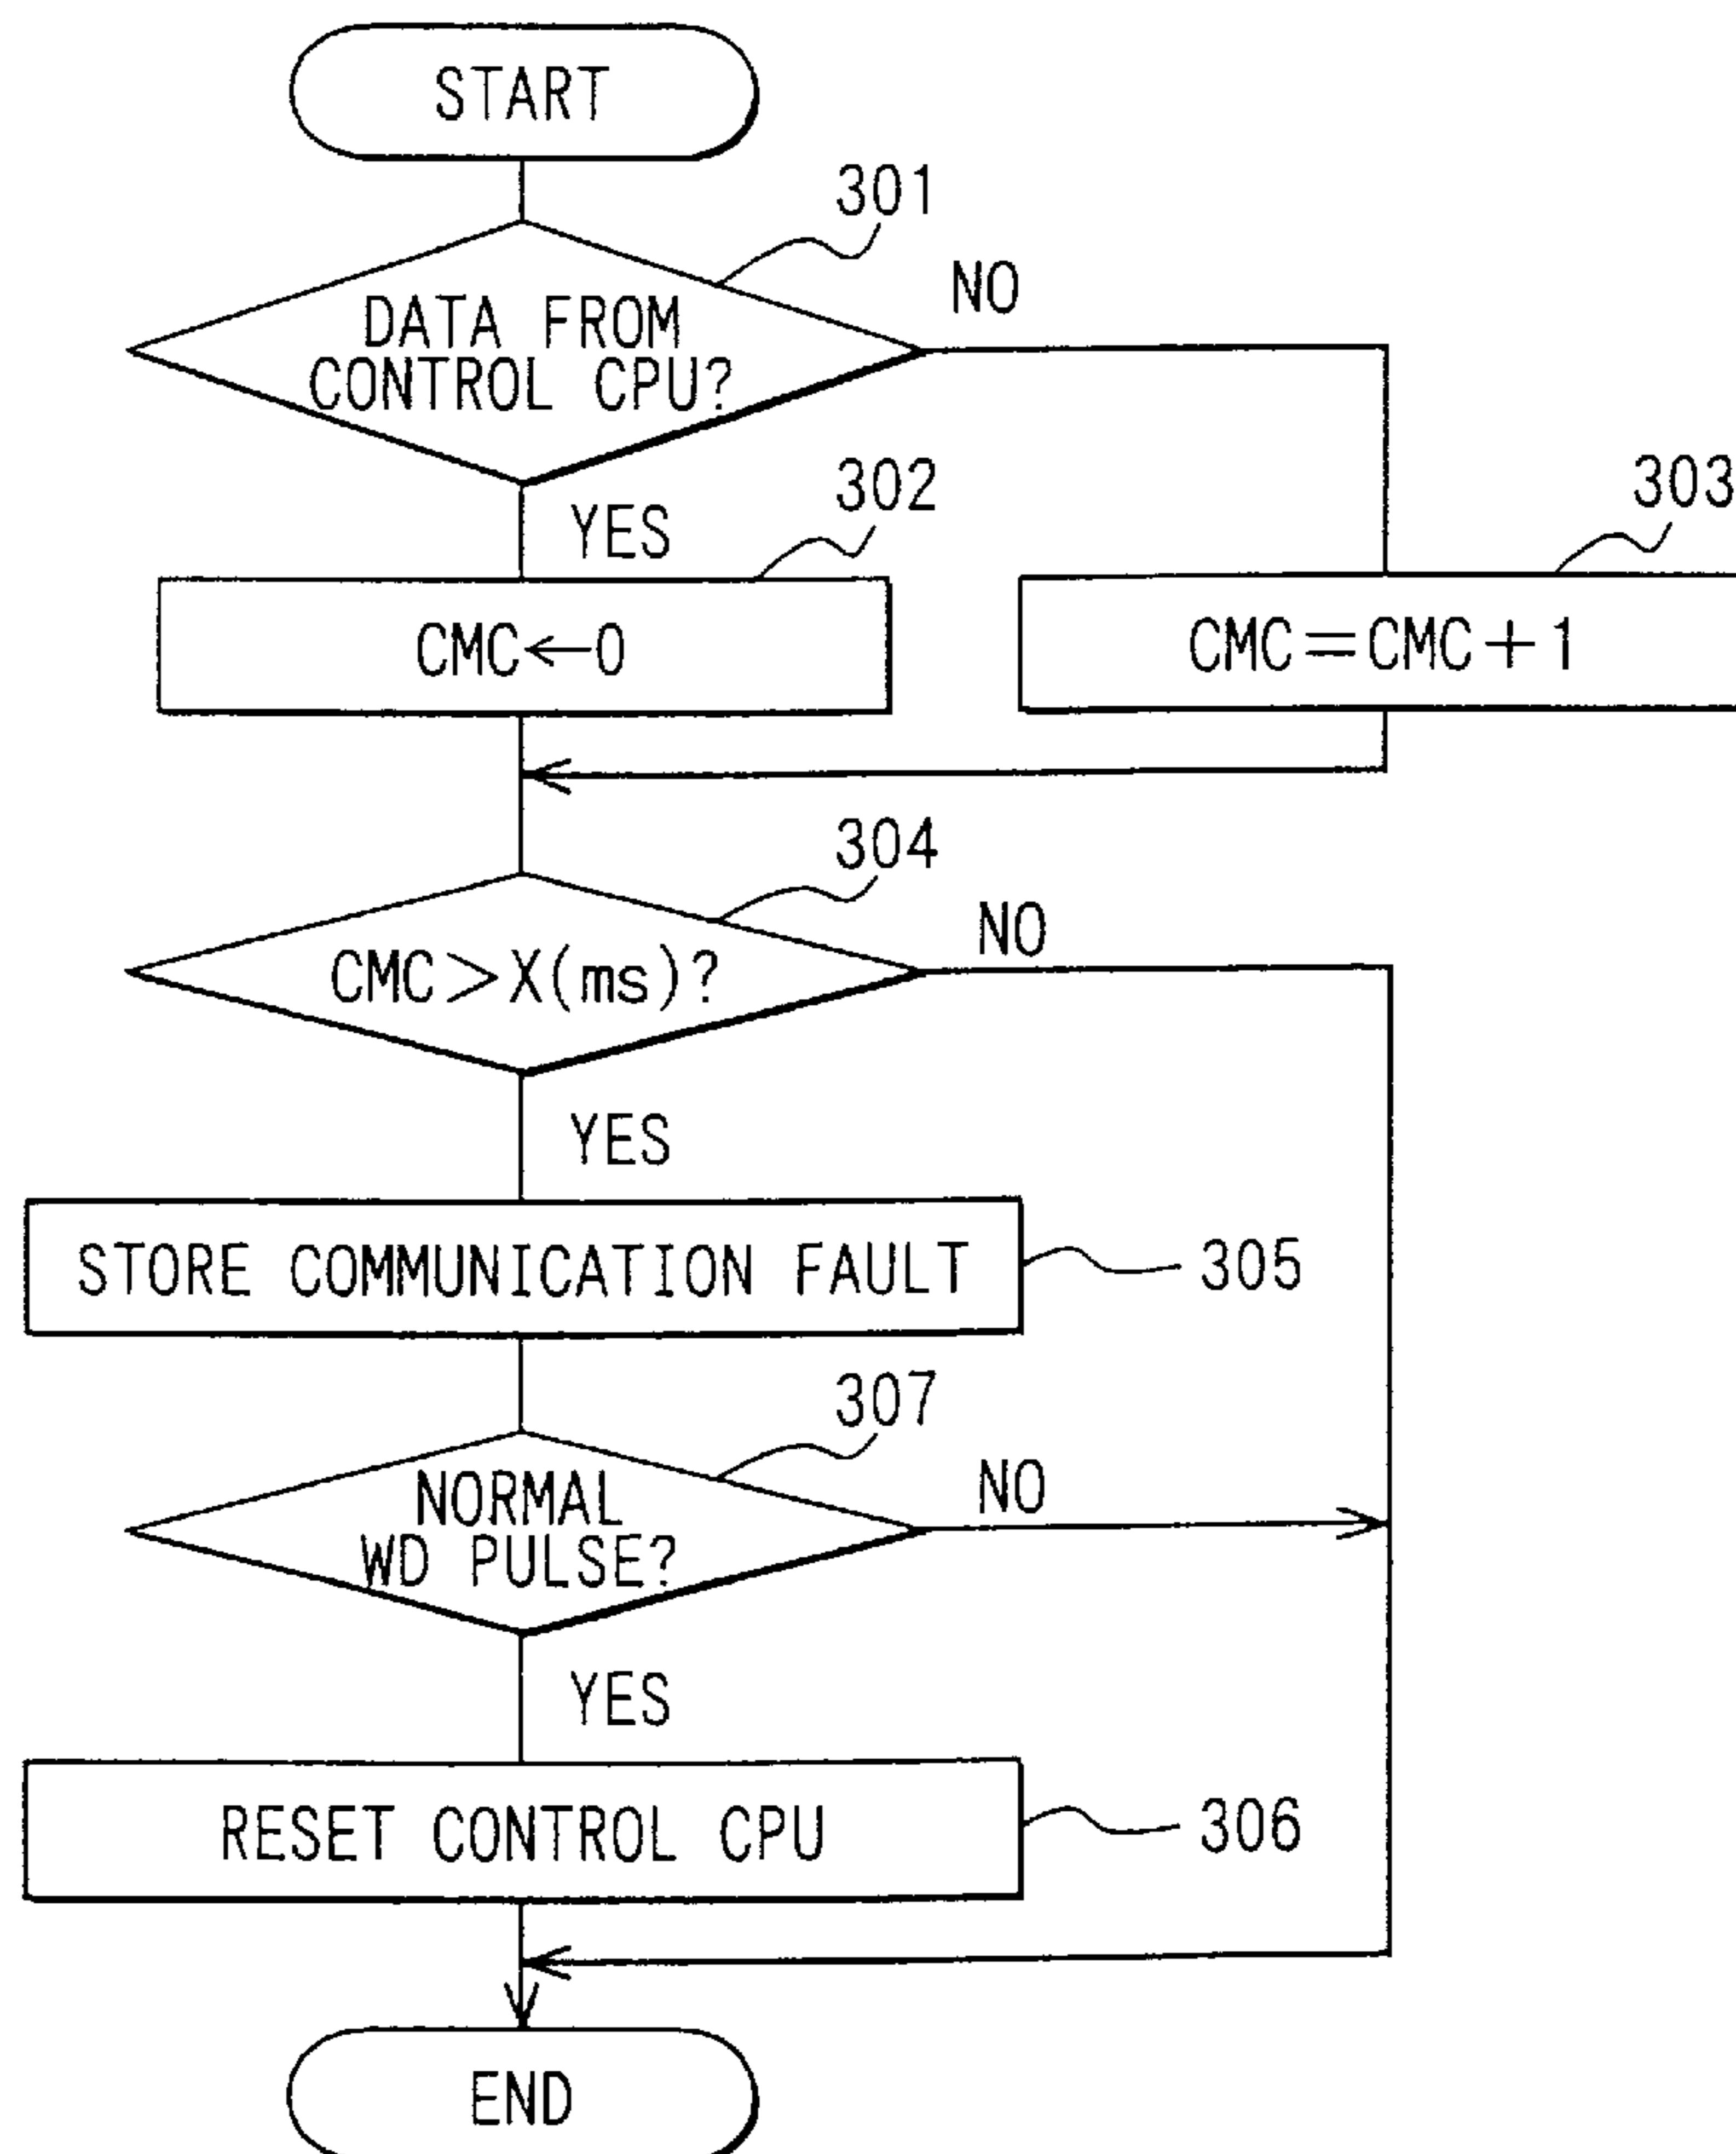 START
301
NO
DATA FROM
CONTROL CPU?
302
303
YES
CMC←0
CMC=CMC+1
304
NO
CMC>X(ms)?
YES
STORE COMMUNICATION FAULT
305
307
NO
NORMAL
WD PULSE?
YES
RESET CONTROL CPU
306
END